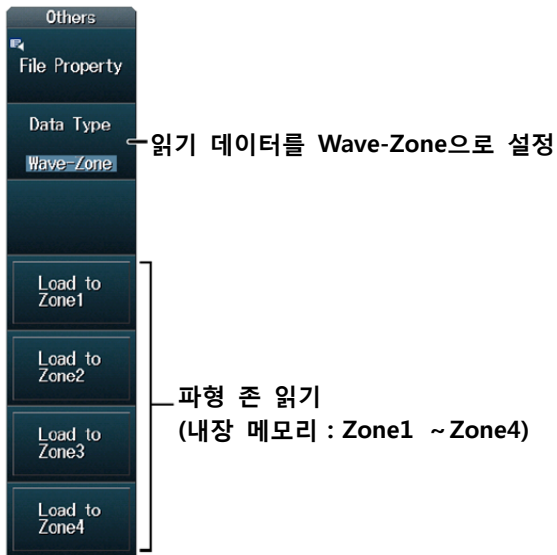 Others
File Property
Data Type
읽기 데이터를 Wave-Zone으로 설정
Wave-Zone
Load to
Zone1
Load to
Zone2
파형 존 읽기
(내장 메모리 : Zone1 ~ Zone4)
Load to
Zone3
Load to
Zone4